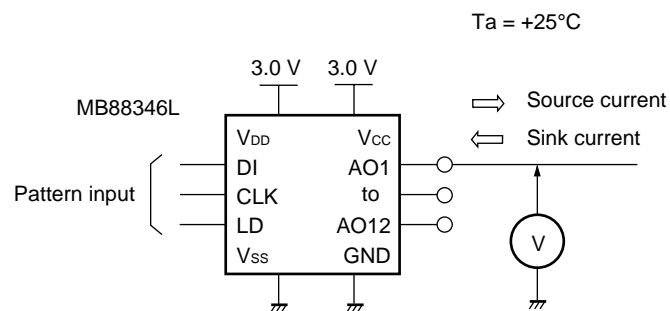 Ta = +25°C
3.0 V 3.0 V
MB88346L
Source current
Sink current
VDD VCC
DI AO1
Pattern input
CLK to
LD AO12
VSS GND
V